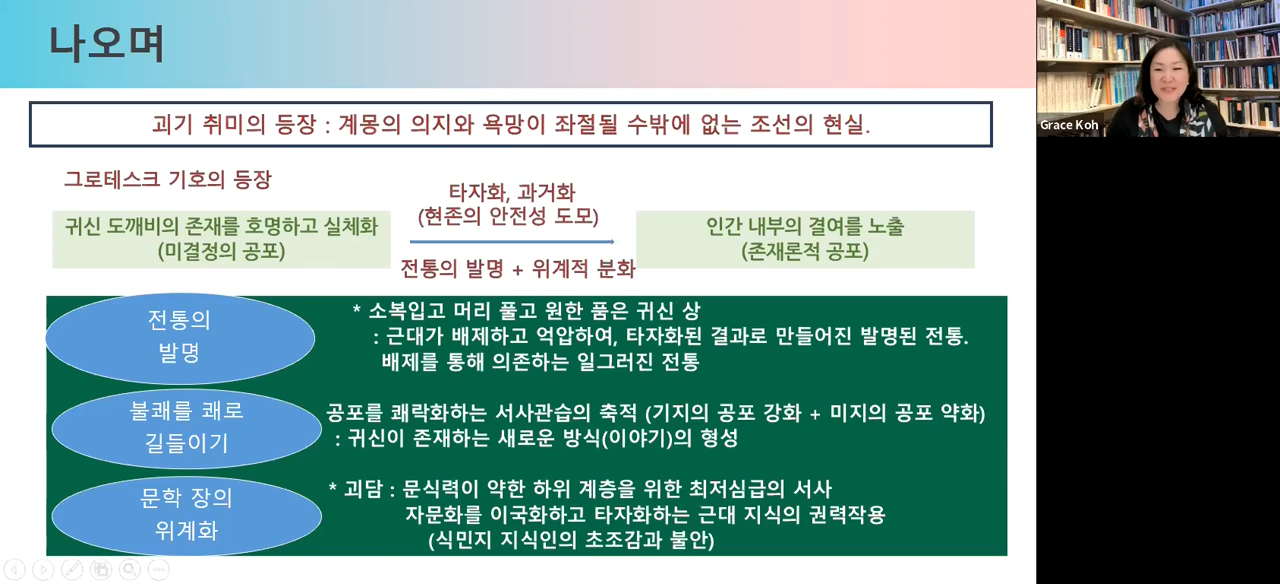 나오며
괴기 취미의 등장 : 계몽의 의지와 욕망이 좌절될 수밖에 없는 조선의 현실.
그로테스크 기호의 등장
귀신 도깨비의 존재를 호명하고 실체화
(미결정의 공포)
타자화, 과거화
(현존의 안전성 도모)
전통의 발명 + 위계적 분화
인간 내부의 결여를 노출
(존재론적 공포)
전통의
발명
* 소복입고 머리 풀고 원한 품은 귀신 상
: 근대가 배제하고 억압하여, 타자화된 결과로 만들어진 발명된 전통.
배제를 통해 의존하는 일그러진 전통
불쾌를 쾌로
길들이기
공포를 쾌락화하는 서사관습의 축적 (기지의 공포 강화 + 미지의 공포 약화)
: 귀신이 존재하는 새로운 방식(이야기)의 형성
문학 장의
위계화
* 괴담 : 문식력이 약한 하위 계층을 위한 최저심급의 서사
자문화를 이국화하고 타자화하는 근대 지식의 권력작용
(식민지 지식인의 초조감과 불안)
Grace Koh